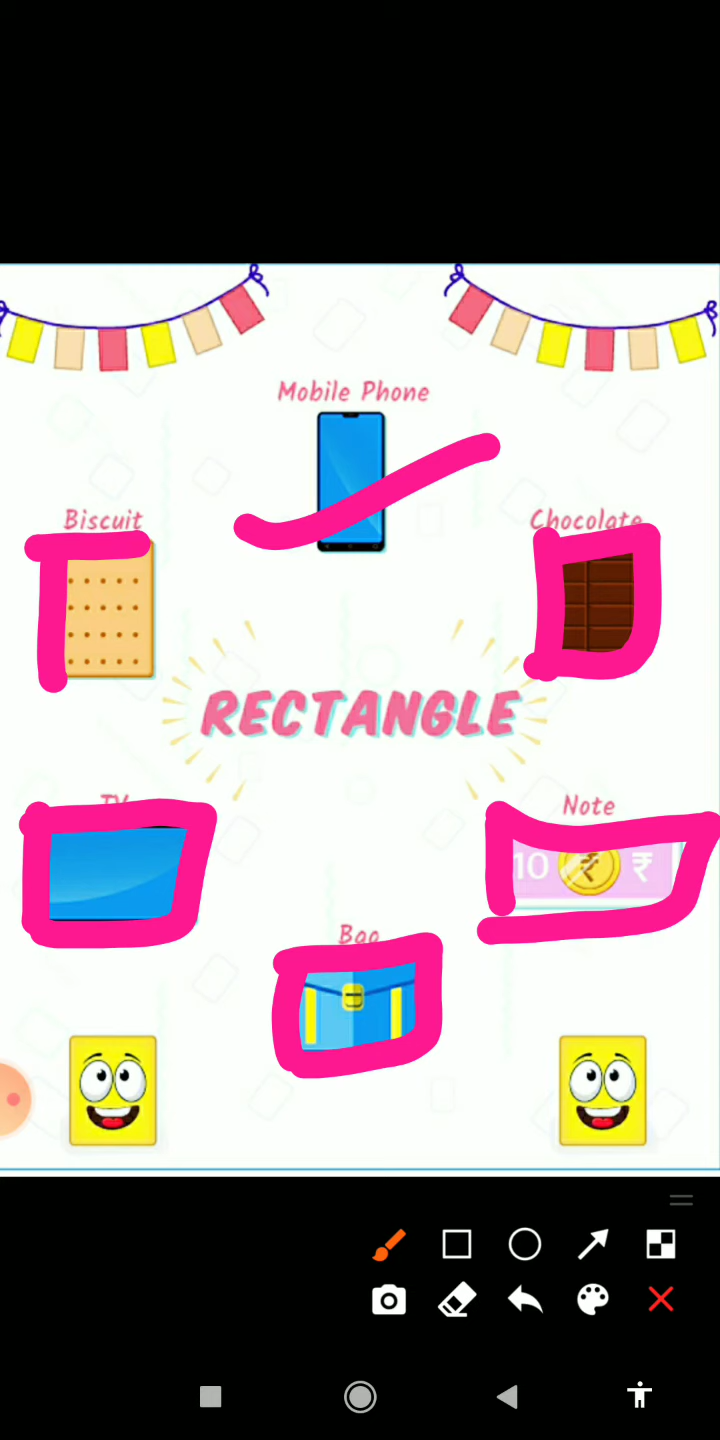 Mobile Phone
Biscuit
Chocolate
RECTANGLE
TV
Note
10 ₹ ₹
Bag